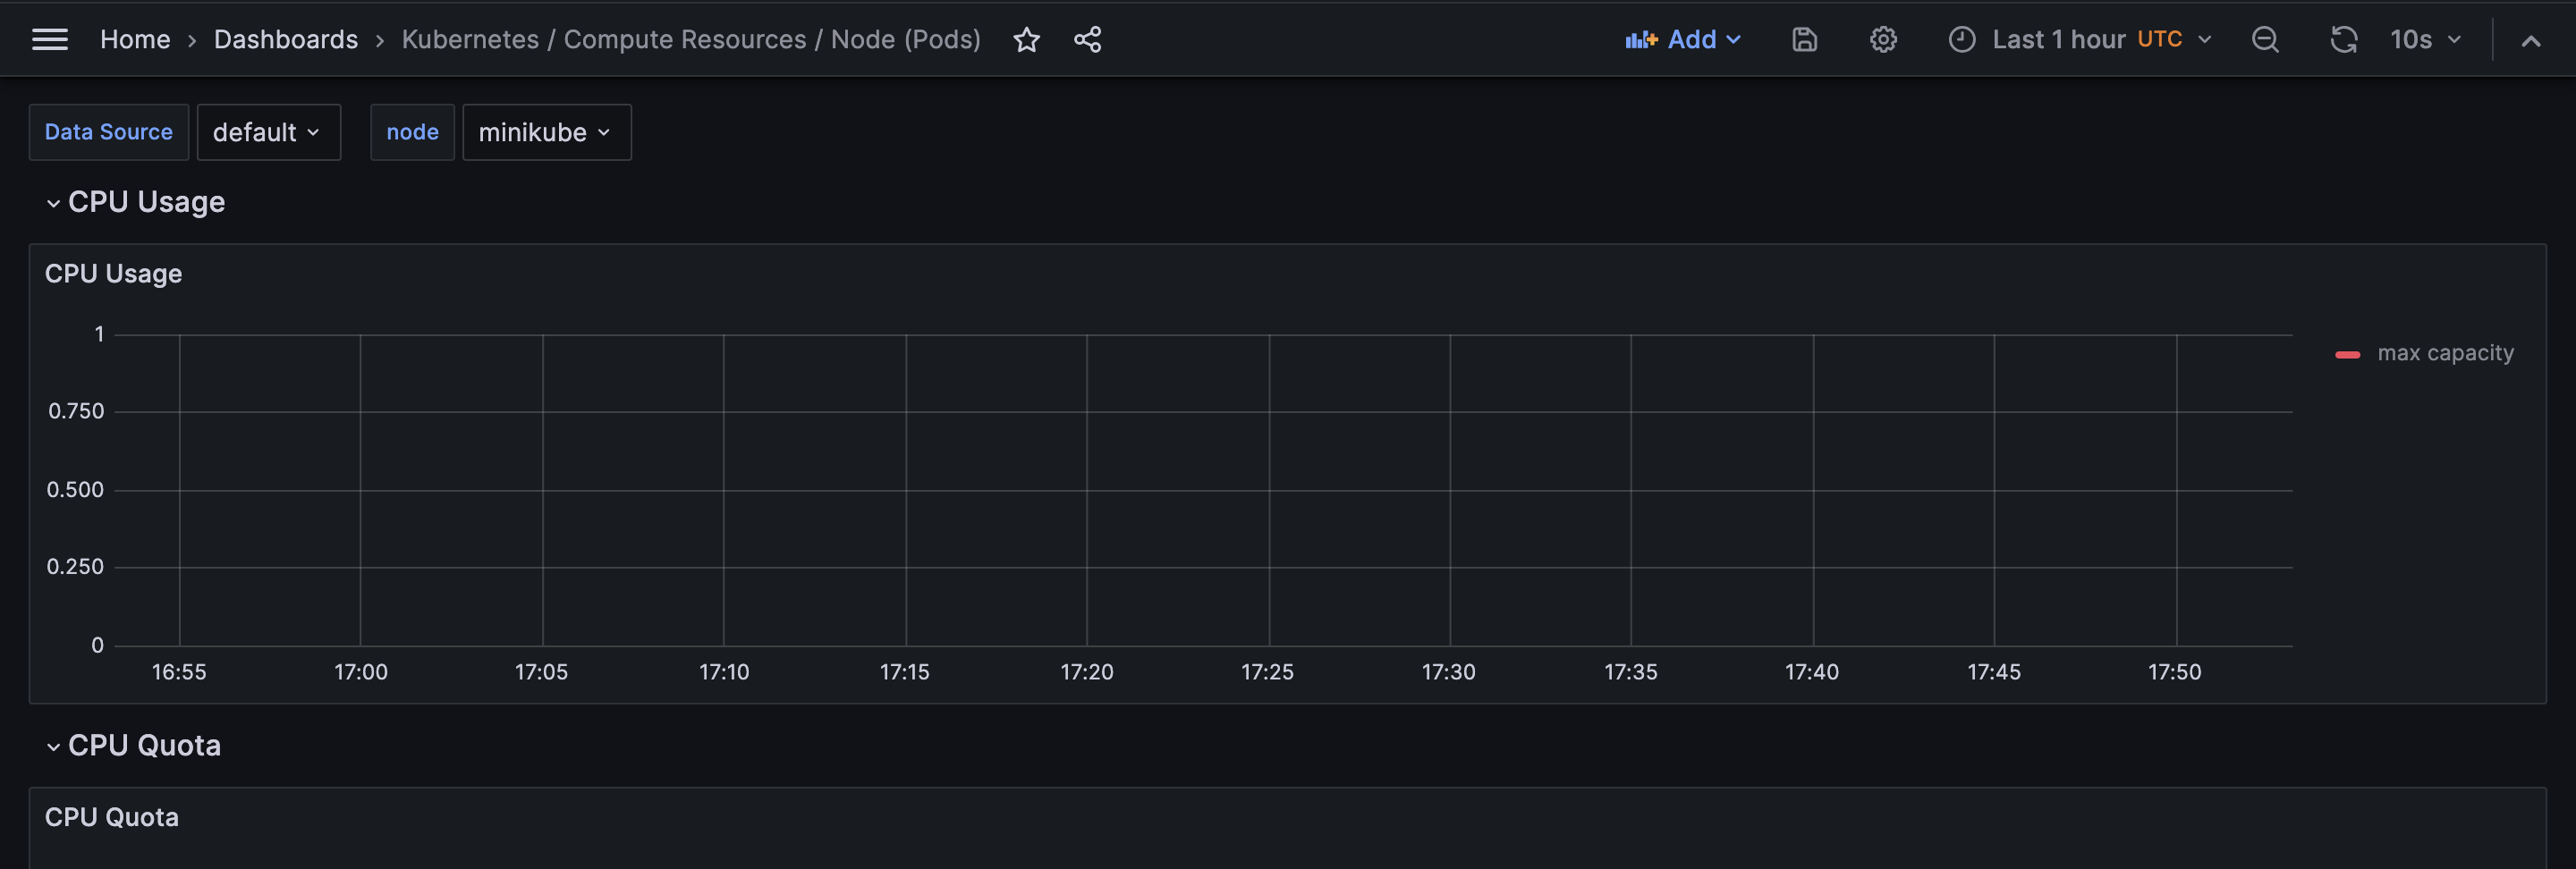 Home › Dashboards › Kubernetes / Compute Resources / Node (Pods) Add Last 1 hour UTC 10s
Data Source default node minikube
CPU Usage
CPU Usage
1
0.750
0.500
0.250
0
max capacity
16:55 17:00 17:05 17:10 17:15 17:20 17:25 17:30 17:35 17:40 17:45 17:50
CPU Quota
CPU Quota